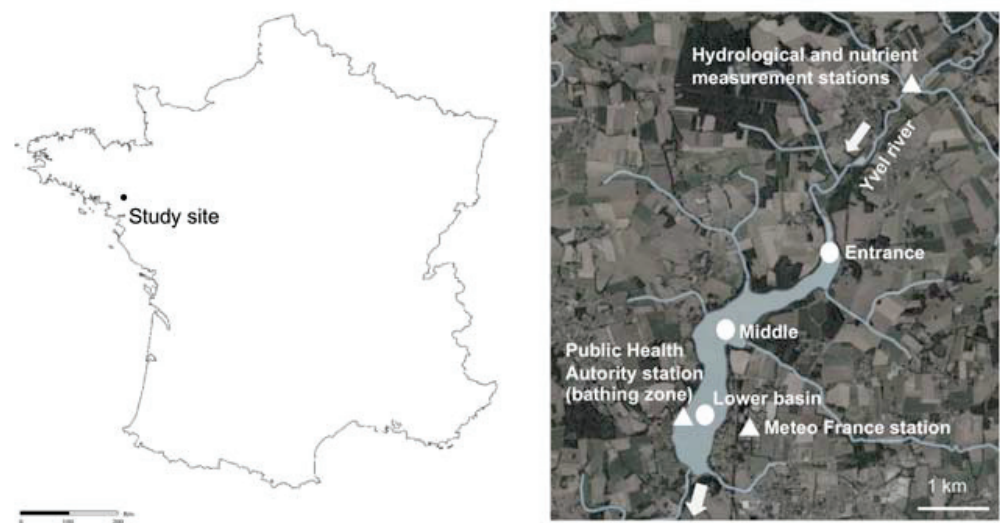 Study site
Hydrological and nutrient
measurement stations
Yvel river
Entrance
Middle
Public Health
Autority station
(bathing zone)
Lower basin
Meteo France station
1 km